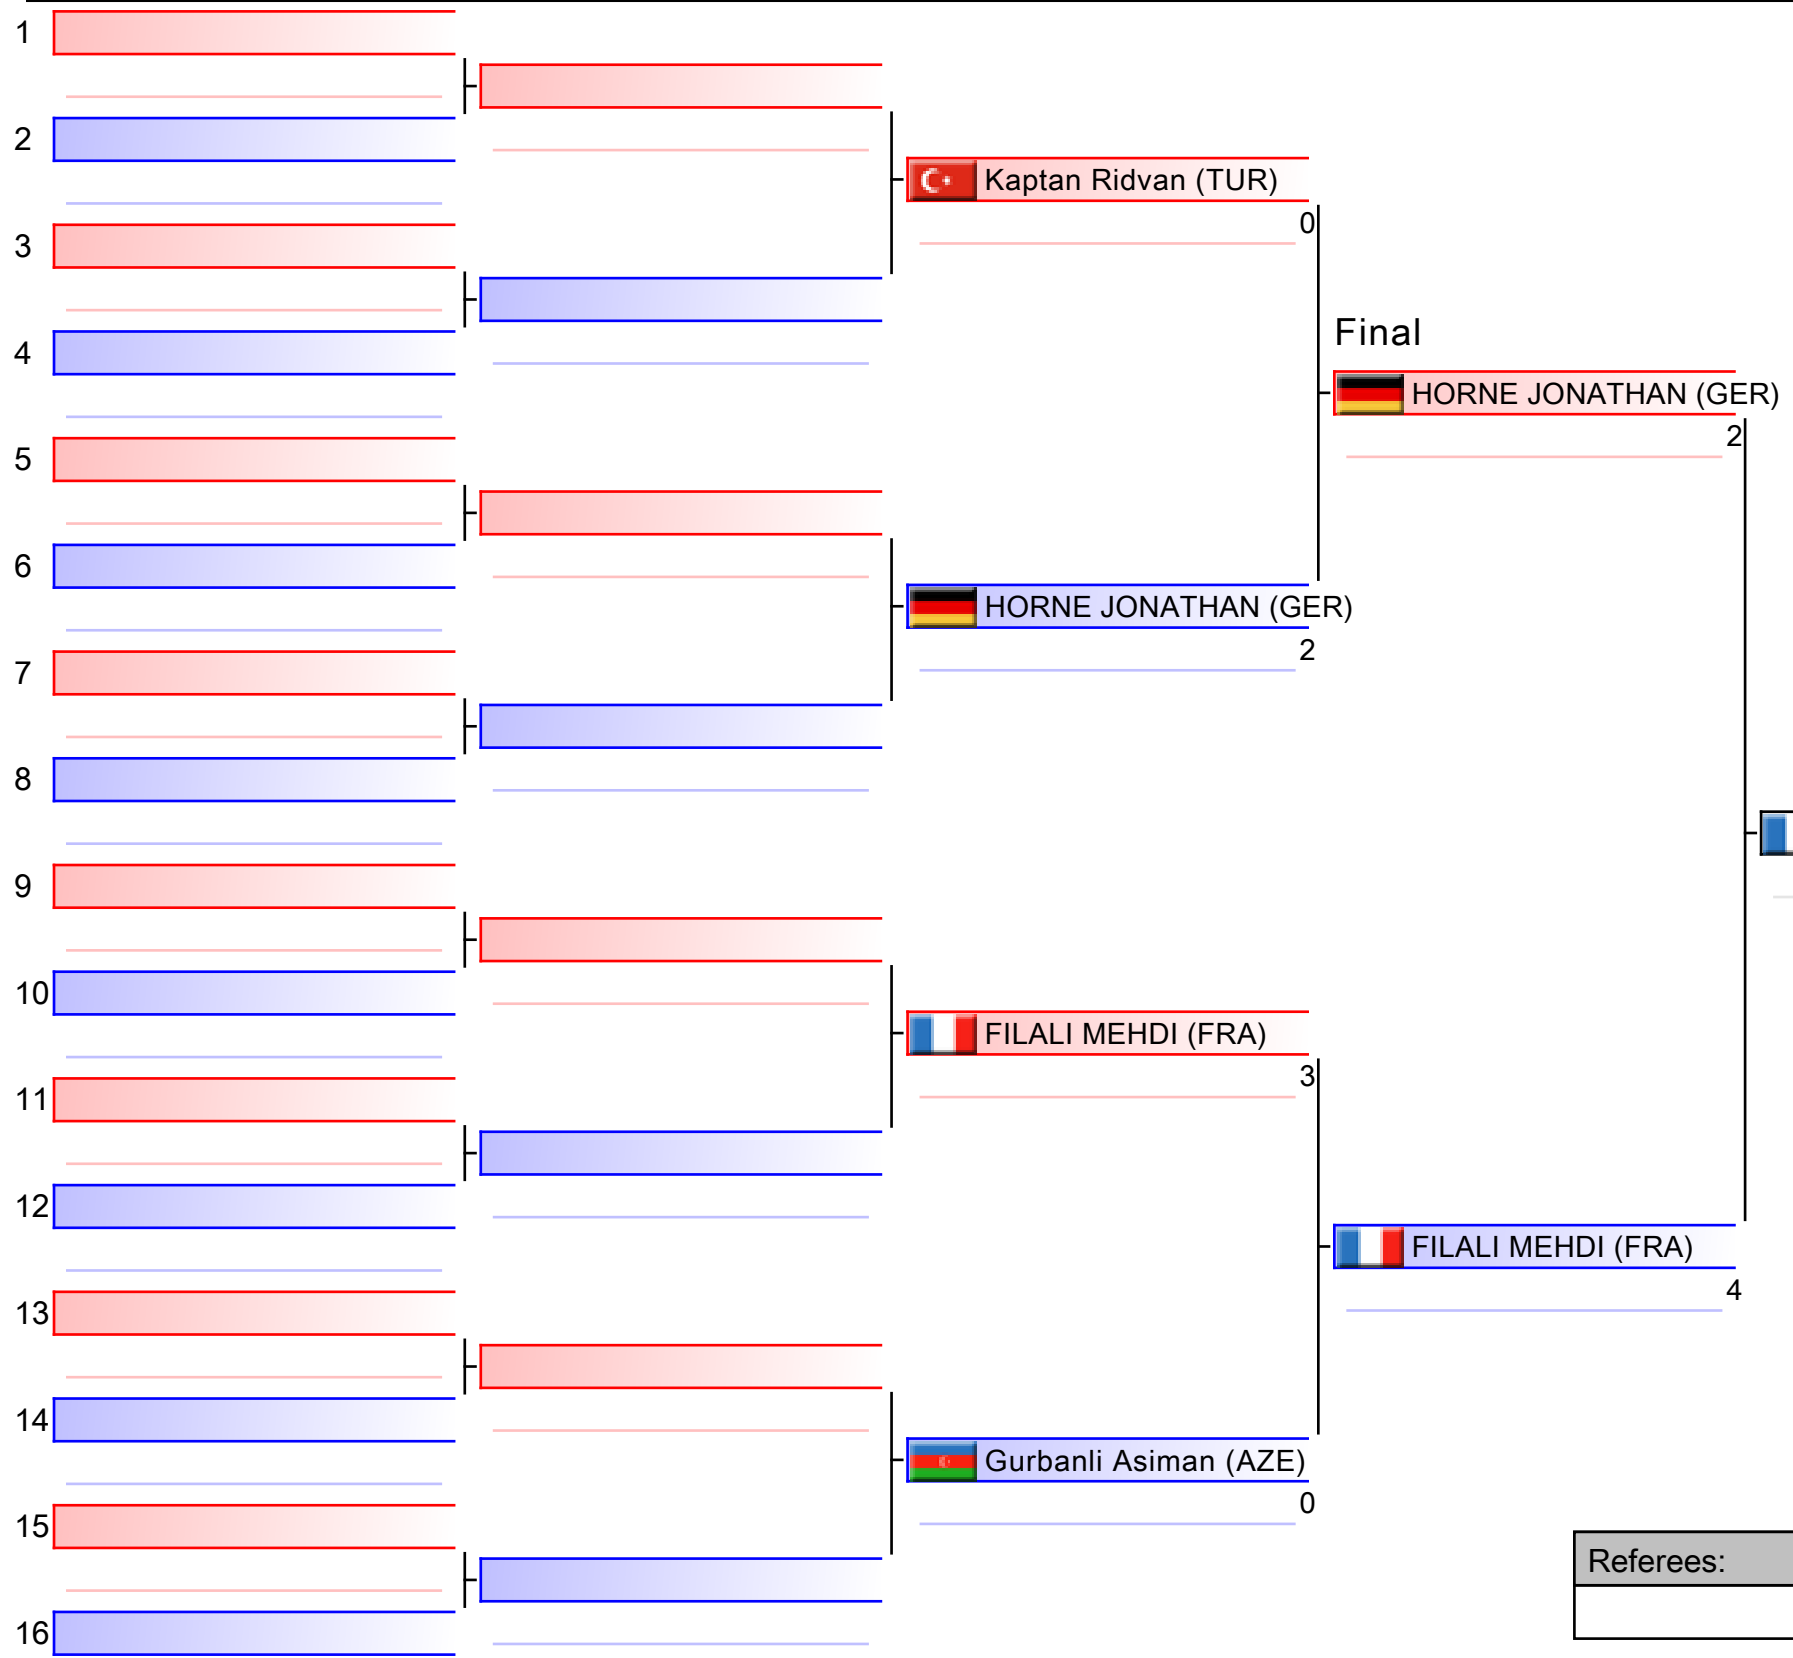 1
2
Kaptan Ridvan (TUR)
0
3
Final
4
HORNE JONATHAN (GER)
2
5
6
HORNE JONATHAN (GER)
2
7
8
9
10
FILALI MEHDI (FRA)
3
11
12
FILALI MEHDI (FRA)
4
13
14
Gurbanli Asiman (AZE)
0
15
Referees:
16